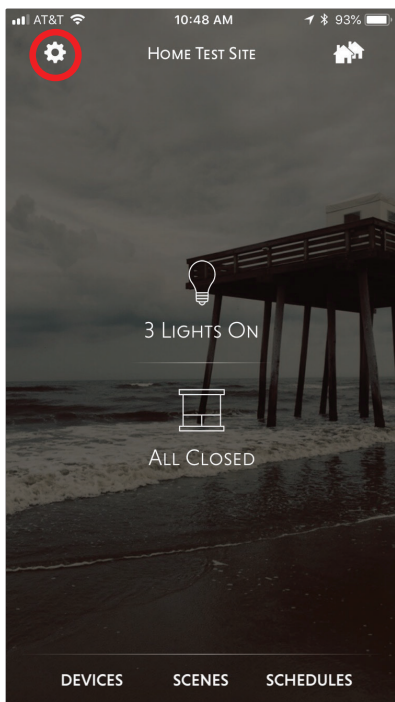 AT&T 10:48 AM 93%
HOME TEST SITE
3 LIGHTS ON
ALL CLOSED
DEVICES SCENES SCHEDULES